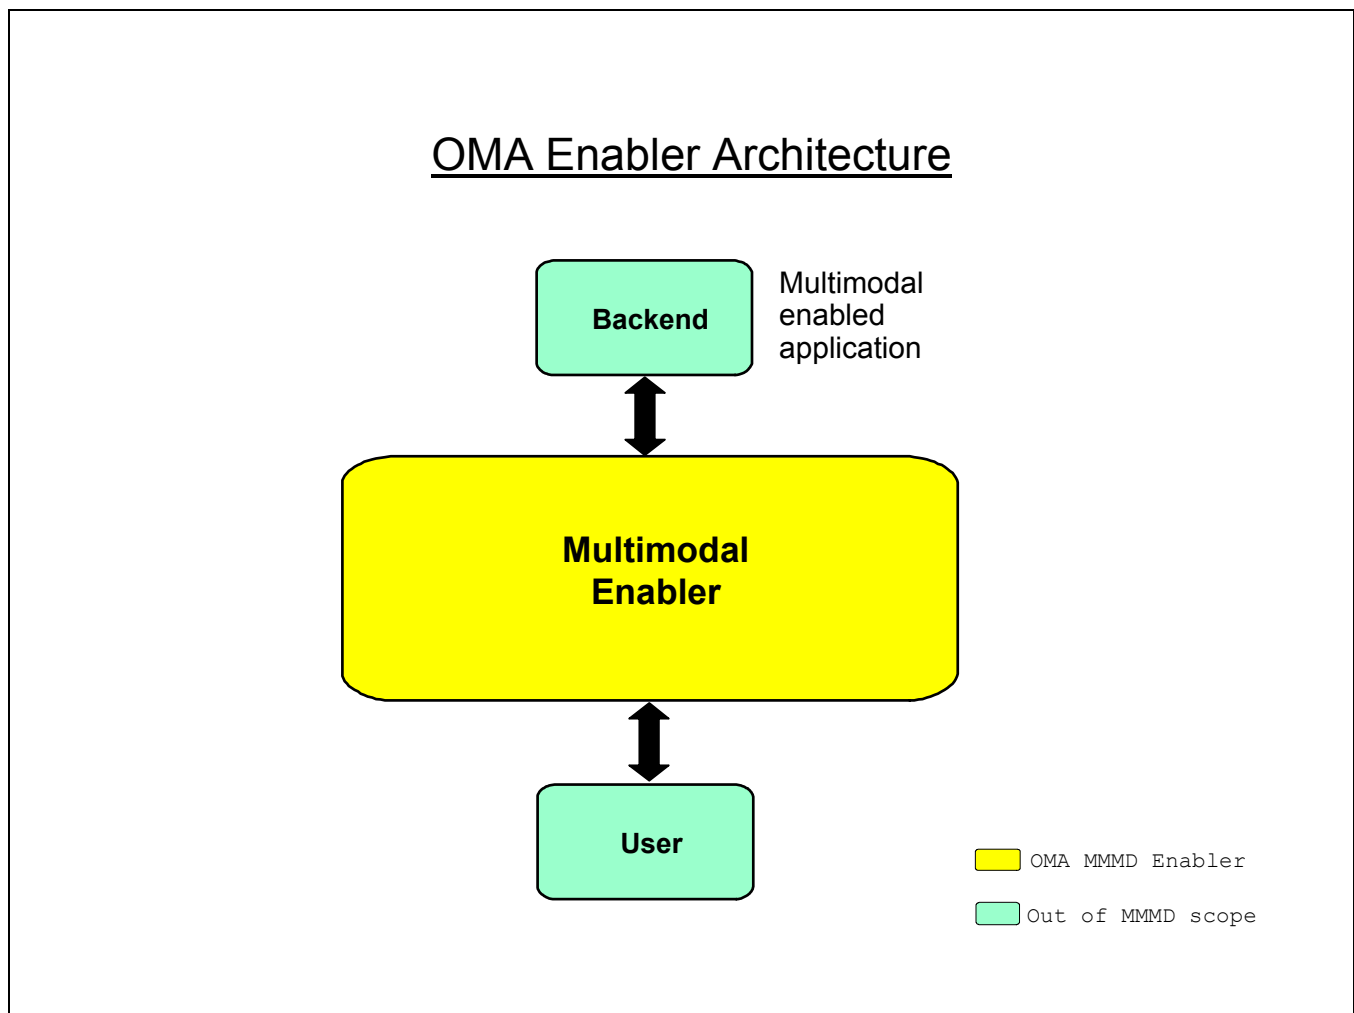 OMA Enabler Architecture
Backend
Multimodal
enabled
application
Multimodal
Enabler
User
OMA MMMD Enabler
Out of MMMD scope